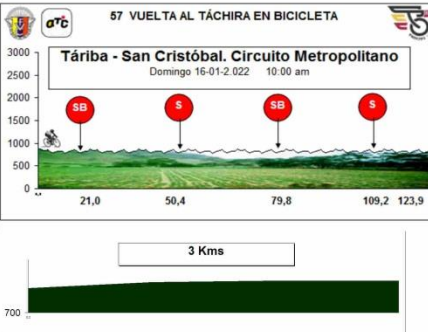 57 VUELTA AL TÁCHIRA EN BICICLETA
OTC
Táriba - San Cristóbal. Circuito Metropolitano
Domingo 16-01-2.022 10:00 am
3000
2500
2000
1500
1000
500
0
SB S SB S
21,0 50,4 79,8 109,2 123,9
3 Kms
700